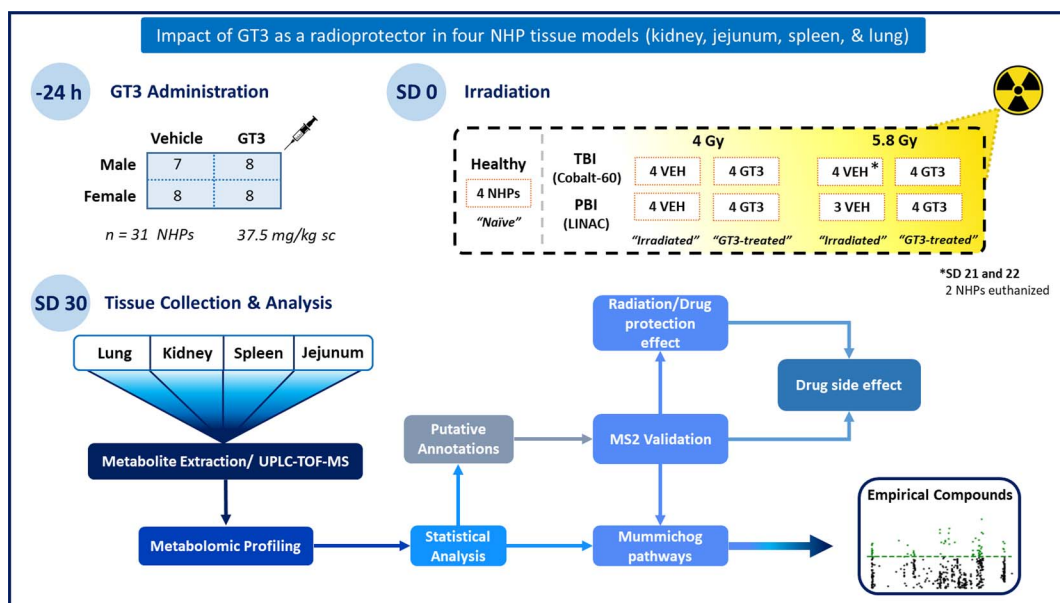 Impact of GT3 as a radioprotector in four NHP tissue models (kidney, jejunum, spleen, & lung)
-24 h
GT3 Administration
Vehicle GT3
Male 7 8
Female 8 8
n = 31 NHPs 37.5 mg/kg sc
SD 0
Irradiation
4 Gy 5.8 Gy
Healthy
4 NHPs
"Naïve"
TBI
(Cobalt-60)
4 VEH 4 GT3 4 VEH* 4 GT3
PBI
(LINAC)
4 VEH 4 GT3 3 VEH 4 GT3
"Irradiated" "GT3-treated" "Irradiated" "GT3-treated"
*SD 21 and 22
2 NHPs euthanized
SD 30
Tissue Collection & Analysis
Lung Kidney Spleen Jejunum
Metabolite Extraction/ UPLC-TOF-MS
Metabolomic Profiling
Statistical
Analysis
Putative
Annotations
MS2 Validation
Radiation/Drug
protection
effect
Drug side effect
Mummichog
pathways
Empirical Compounds